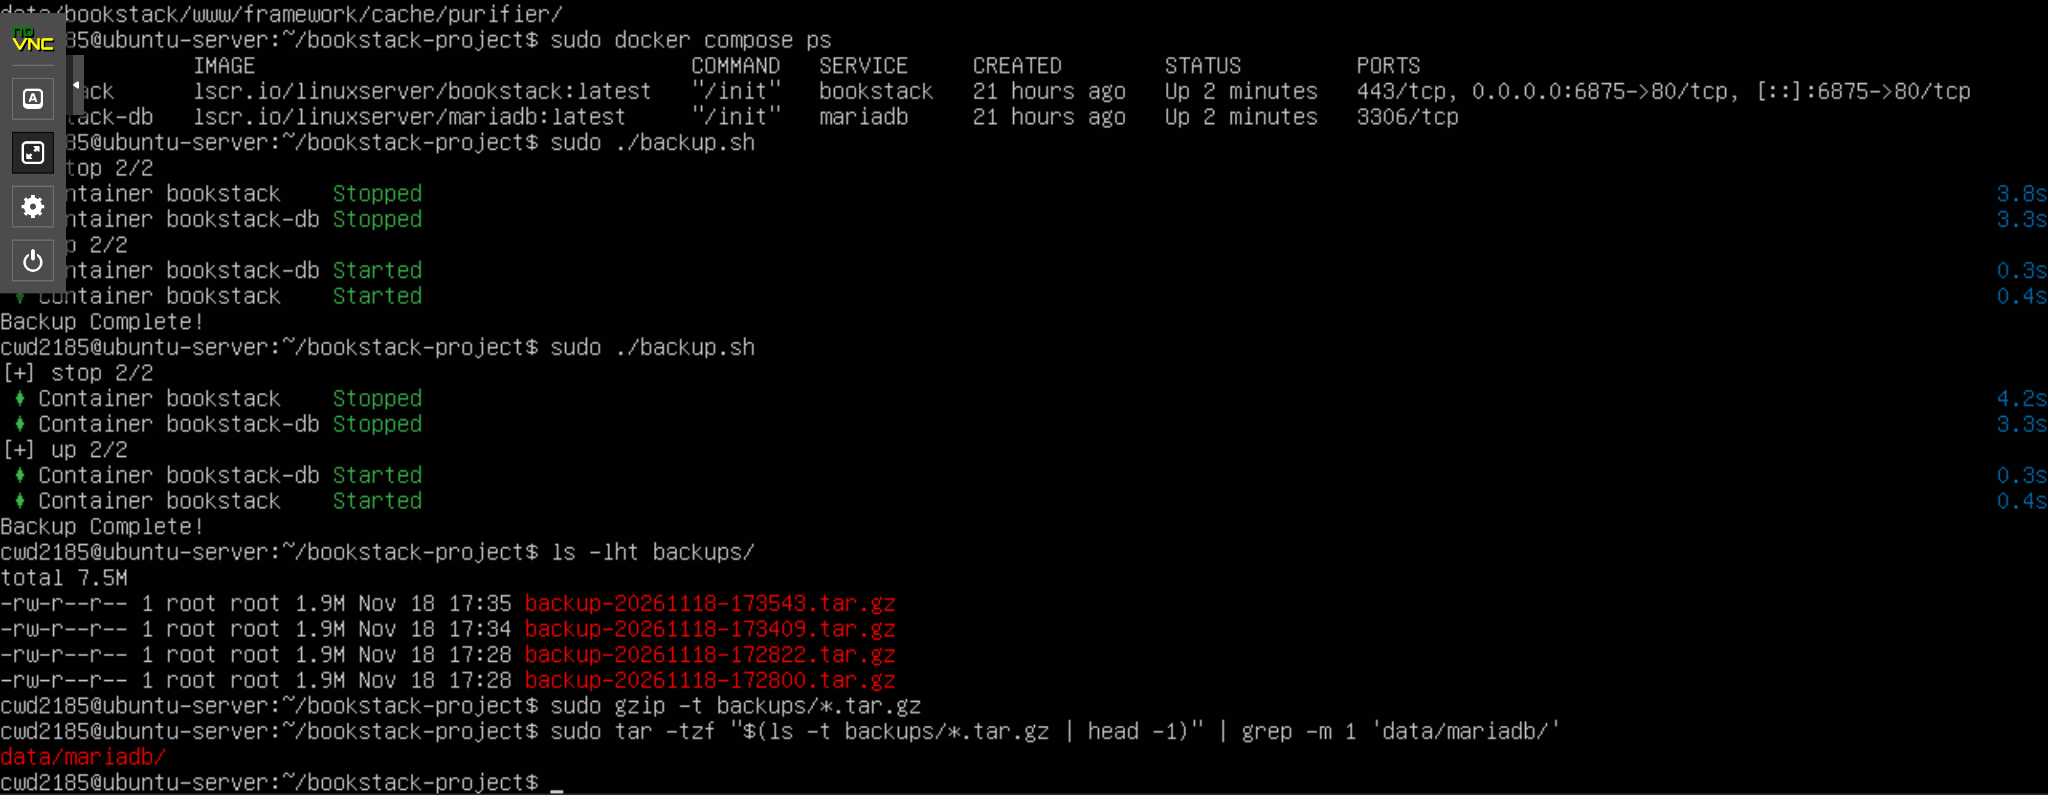 data/bookstack/www/framework/cache/purifier/
85@ubuntu-server:~/bookstack-project$ sudo docker compose ps
IMAGE COMMAND SERVICE CREATED STATUS PORTS
ack lscr.io/linuxserver/bookstack:latest "/init" bookstack 21 hours ago Up 2 minutes 443/tcp, 0.0.0.0:6875->80/tcp, [::]:6875->80/tcp
tack-db lscr.io/linuxserver/mariadb:latest "/init" mariadb 21 hours ago Up 2 minutes 3306/tcp
85@ubuntu-server:~/bookstack-project$ sudo ./backup.sh
top 2/2
ntainer bookstack Stopped 3.8s
ntainer bookstack-db Stopped 3.3s
p 2/2
ntainer bookstack-db Started 0.3s
Container bookstack Started 0.4s
Backup Complete!
cwd2185@ubuntu-server:~/bookstack-project$ sudo ./backup.sh
[+] stop 2/2
Container bookstack Stopped 4.2s
Container bookstack-db Stopped 3.3s
[+] up 2/2
Container bookstack-db Started 0.3s
Container bookstack Started 0.4s
Backup Complete!
cwd2185@ubuntu-server:~/bookstack-project$ ls -lht backups/
total 7.5M
-rw-r--r-- 1 root root 1.9M Nov 18 17:35 backup-20261118-173543.tar.gz
-rw-r--r-- 1 root root 1.9M Nov 18 17:34 backup-20261118-173409.tar.gz
-rw-r--r-- 1 root root 1.9M Nov 18 17:28 backup-20261118-172822.tar.gz
-rw-r--r-- 1 root root 1.9M Nov 18 17:28 backup-20261118-172800.tar.gz
cwd2185@ubuntu-server:~/bookstack-project$ sudo gzip -t backups/*.tar.gz
cwd2185@ubuntu-server:~/bookstack-project$ sudo tar -tzf "$(ls -t backups/*.tar.gz | head -1)" | grep -m 1 'data/mariadb/'
data/mariadb/
cwd2185@ubuntu-server:~/bookstack-project$ _
no
VNC
A